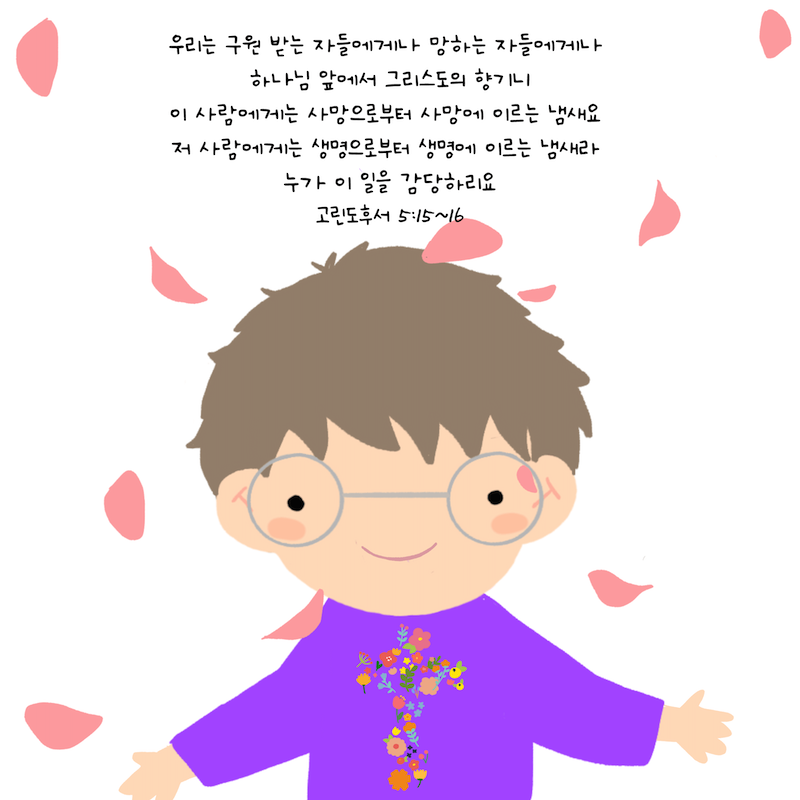 우리는 구원 받는 자들에게나 망하는 자들에게나
하나님 앞에서 그리스도의 향기니
이 사람에게는 사망으로부터 사망에 이르는 냄새요
저 사람에게는 생명으로부터 생명에 이르는 냄새라
누가 이 일을 감당하리요
고린도후서 5:15~16